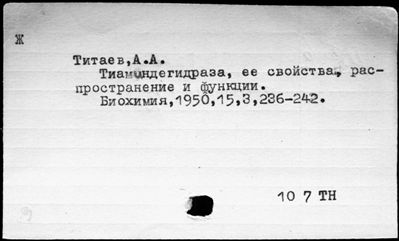 Ж
Титаев,А.А.
Тиаминдегидраза, ее свойства, рас-
пространение и функции.
Биохимия,1950,15,3,236-242.
10 7 ТН